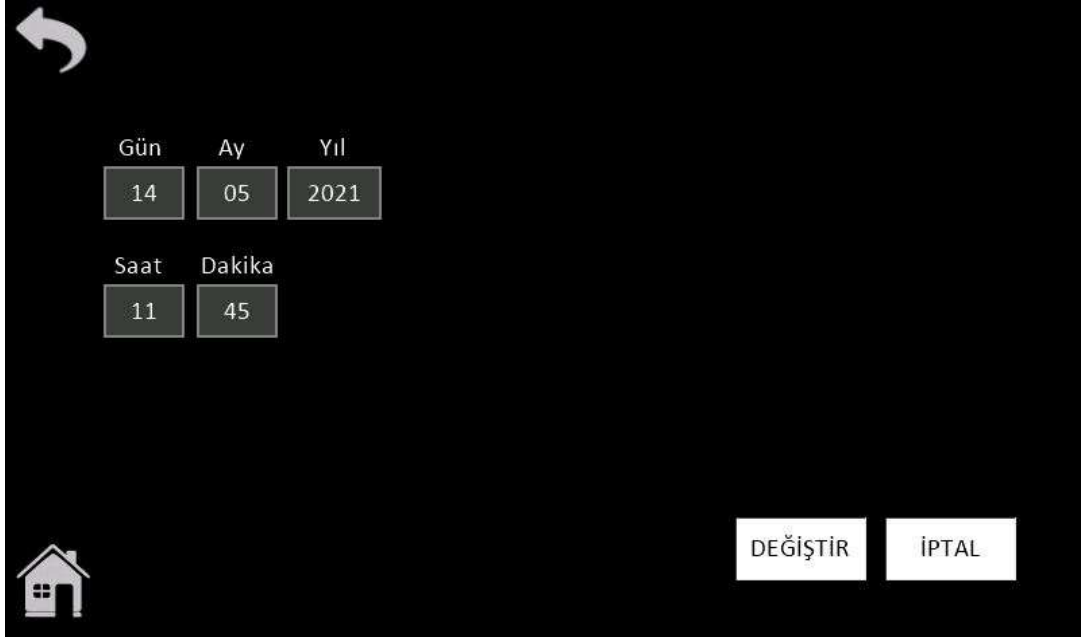 Gün Ay Yıl
14 05 2021
Saat Dakika
11 45
DEĞİŞTİR İPTAL